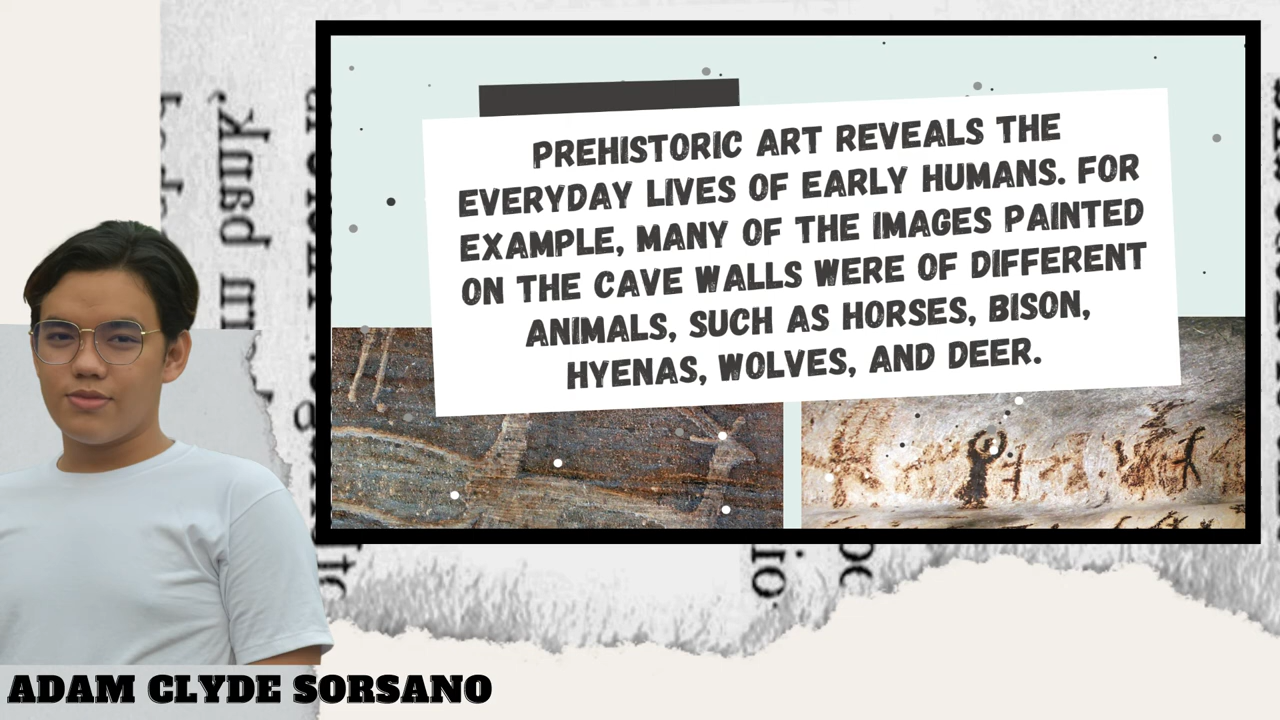 PREHISTORIC ART REVEALS THE
EVERYDAY LIVES OF EARLY HUMANS. FOR
EXAMPLE, MANY OF THE IMAGES PAINTED
ON THE CAVE WALLS WERE OF DIFFERENT
ANIMALS, SUCH AS HORSES, BISON,
HYENAS, WOLVES, AND DEER.
ADAM CLYDE SORSANO